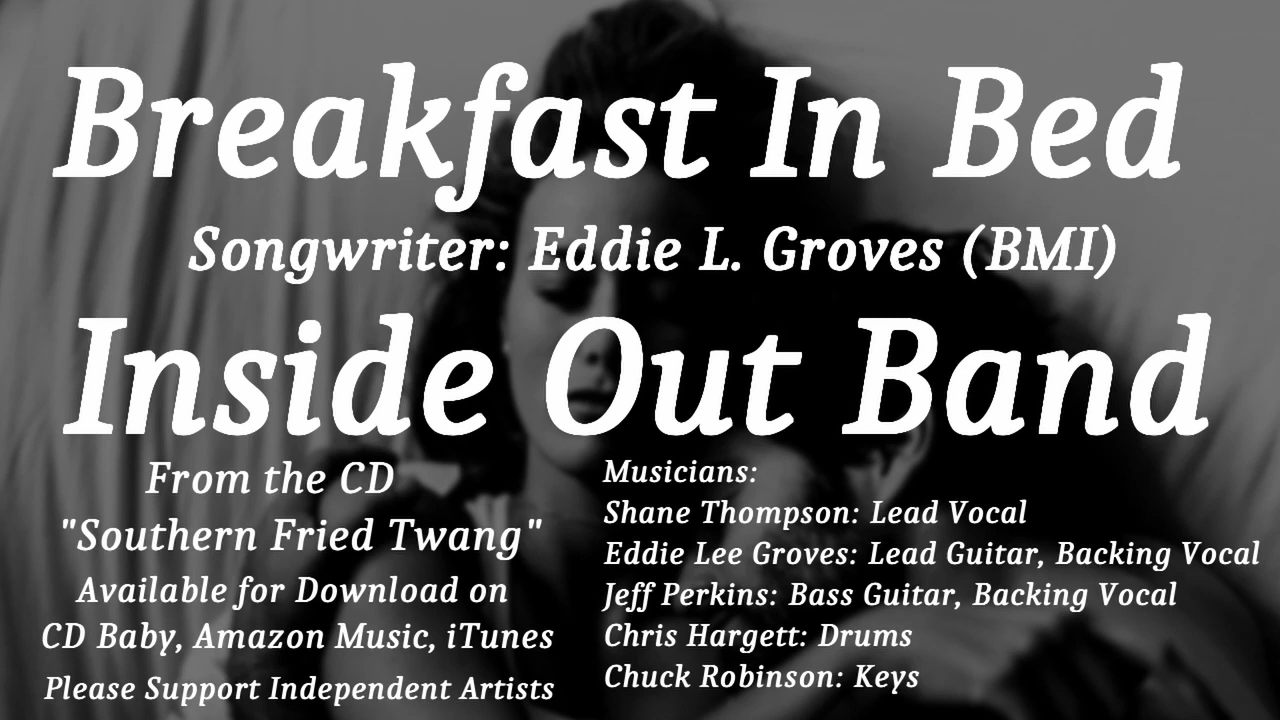 Breakfast In Bed
Songwriter: Eddie L. Groves (BMI)
Inside Out Band
From the CD
"Southern Fried Twang"
Available for Download on
CD Baby, Amazon Music, iTunes
Please Support Independent Artists
Musicians:
Shane Thompson: Lead Vocal
Eddie Lee Groves: Lead Guitar, Backing Vocal
Jeff Perkins: Bass Guitar, Backing Vocal
Chris Hargett: Drums
Chuck Robinson: Keys